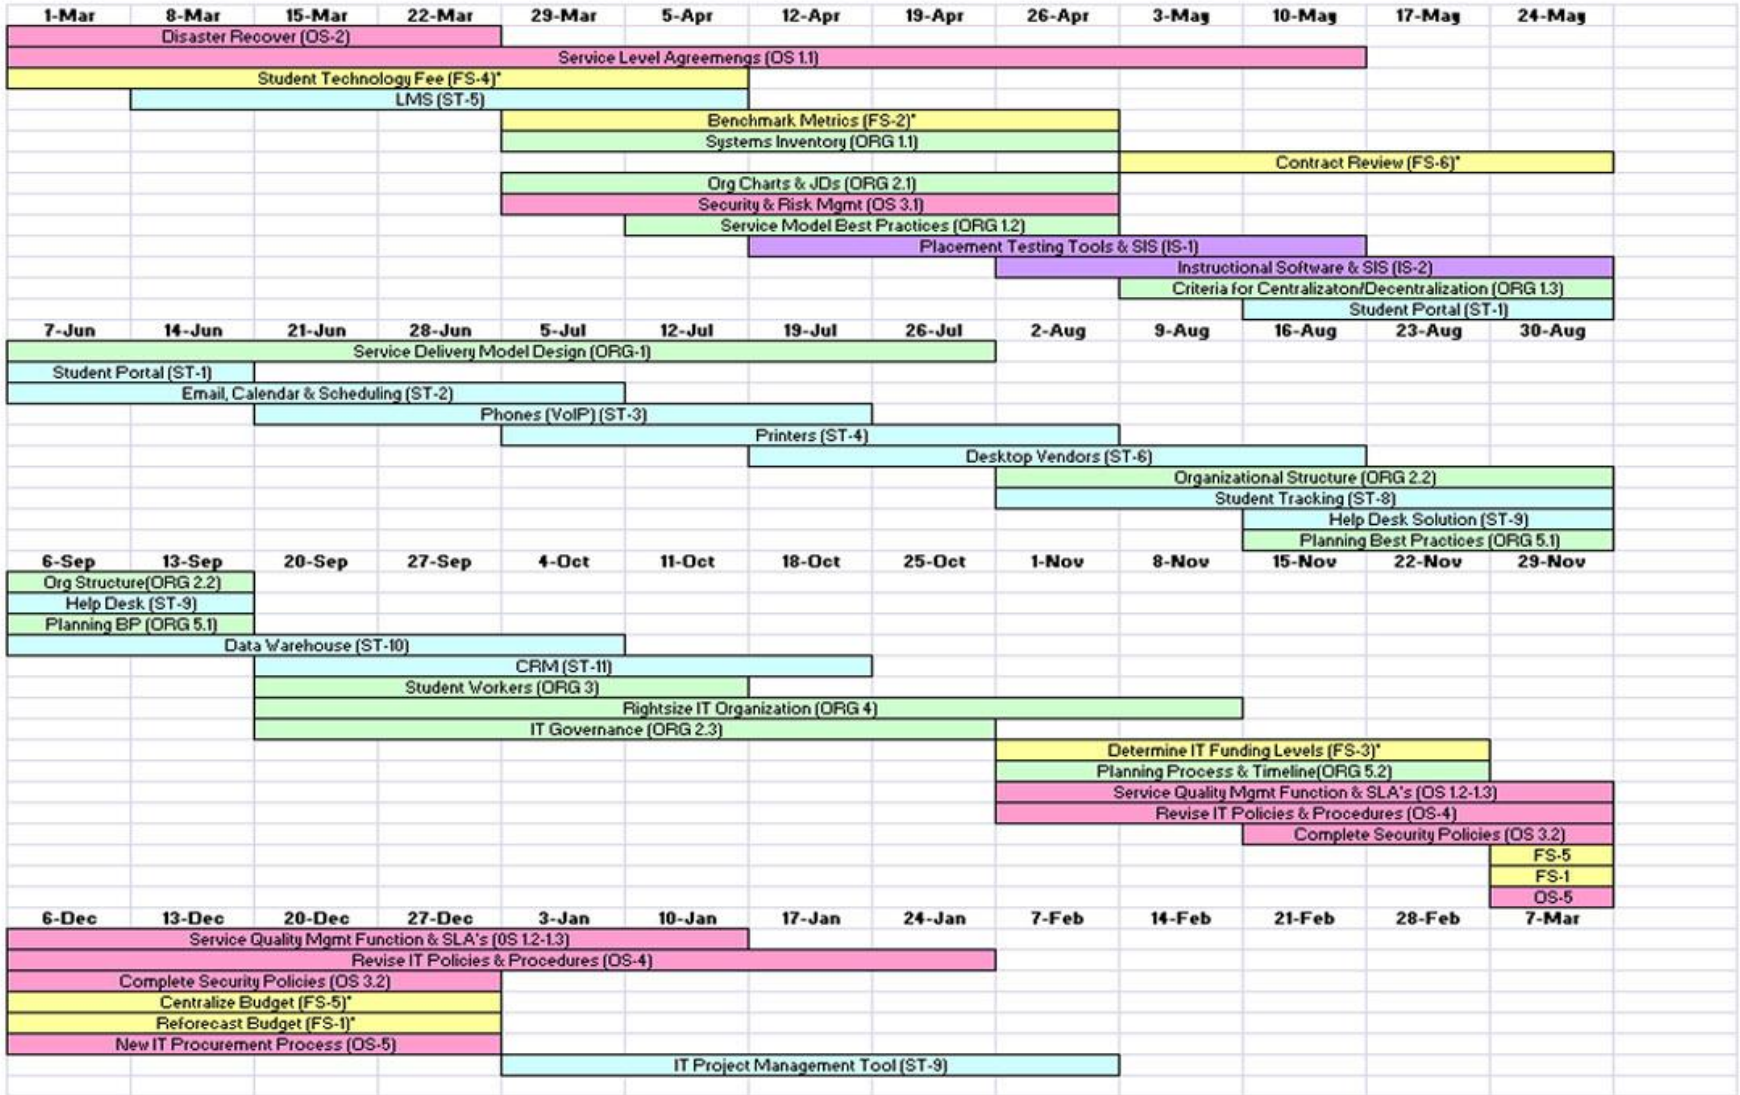 1-Mar 8-Mar 15-Mar 22-Mar 29-Mar 5-Apr 12-Apr 19-Apr 26-Apr 3-May 10-May 17-May 24-May
Disaster Recover (OS-2)
Service Level Agreemengs (OS 1.1)
Student Technology Fee (FS-4)*
LMS (ST-5)
Benchmark Metrics (FS-2)*
Systems Inventory (ORG 1.1)
Contract Review (FS-6)*
Org Charts & JDs (ORG 2.1)
Security & Risk Mgmt (OS 3.1)
Service Model Best Practices (ORG 1.2)
Placement Testing Tools & SIS (IS-1)
Instructional Software & SIS (IS-2)
Criteria for Centralizaton/Decentralization (ORG 1.3)
Student Portal (ST-1)
7-Jun 14-Jun 21-Jun 28-Jun 5-Jul 12-Jul 19-Jul 26-Jul 2-Aug 9-Aug 16-Aug 23-Aug 30-Aug
Service Delivery Model Design (ORG-1)
Student Portal (ST-1)
Email, Calendar & Scheduling (ST-2)
Phones (VoIP) (ST-3)
Printers (ST-4)
Desktop Vendors (ST-6)
Organizational Structure (ORG 2.2)
Student Tracking (ST-8)
Help Desk Solution (ST-9)
Planning Best Practices (ORG 5.1)
6-Sep 13-Sep 20-Sep 27-Sep 4-Oct 11-Oct 18-Oct 25-Oct 1-Nov 8-Nov 15-Nov 22-Nov 29-Nov
Org Structure(ORG 2.2)
Help Desk (ST-9)
Planning BP (ORG 5.1)
Data Warehouse (ST-10)
CRM (ST-11)
Student Workers (ORG 3)
Rightsize IT Organization (ORG 4)
IT Governance (ORG 2.3)
Determine IT Funding Levels (FS-3)*
Planning Process & Timeline(ORG 5.2)
Service Quality Mgmt Function & SLA's (OS 1.2-1.3)
Revise IT Policies & Procedures (OS-4)
Complete Security Policies (OS 3.2)
FS-5
FS-1
OS-5
6-Dec 13-Dec 20-Dec 27-Dec 3-Jan 10-Jan 17-Jan 24-Jan 7-Feb 14-Feb 21-Feb 28-Feb 7-Mar
Service Quality Mgmt Function & SLA's (0S 1.2-1.3)
Revise IT Policies & Procedures (OS-4)
Complete Security Policies (OS 3.2)
Centralize Budget (FS-5)*
Reforecast Budget (FS-1)*
New IT Procurement Process (OS-5)
IT Project Management Tool (ST-9)